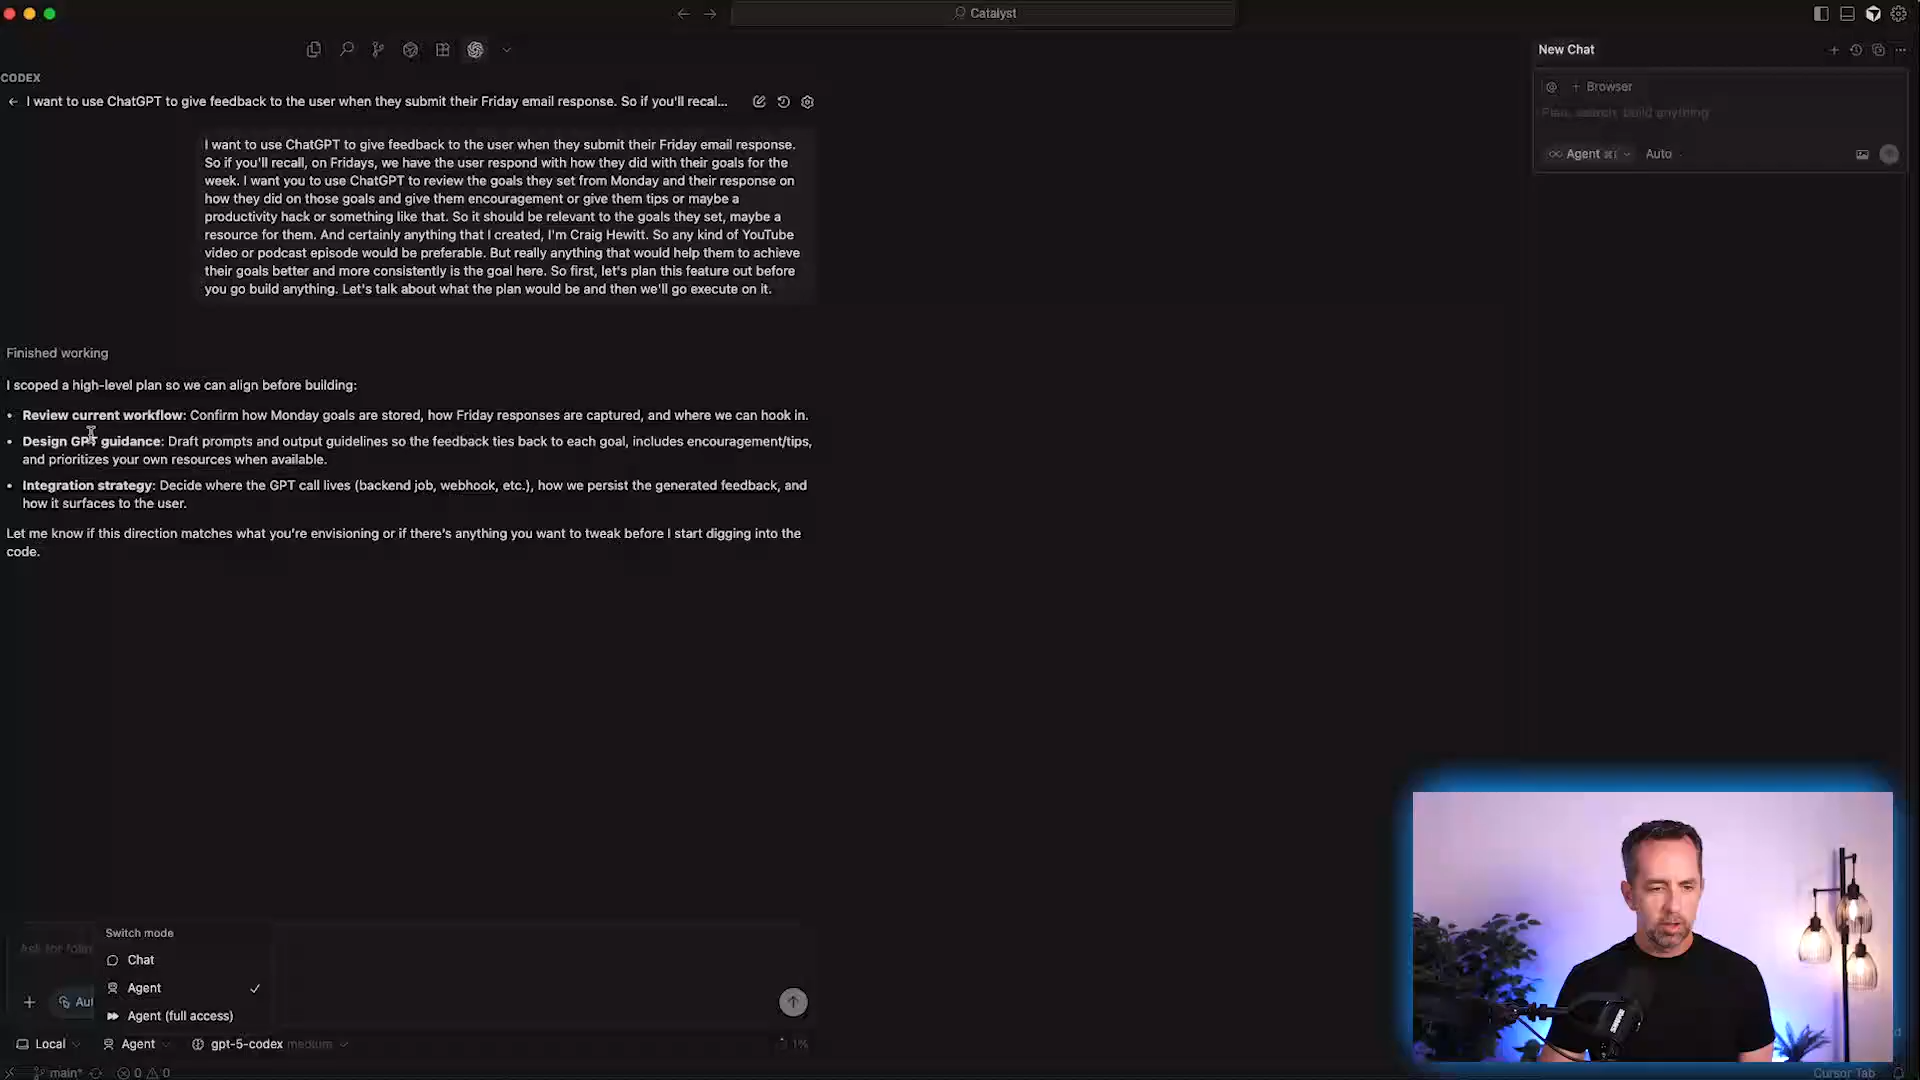 Catalyst
New Chat
CODEX
I want to use ChatGPT to give feedback to the user when they submit their Friday email response. So if you'll recal...
Browser
Plan, search, build anything
Agent ⌘I
Auto
I want to use ChatGPT to give feedback to the user when they submit their Friday email response.
So if you'll recall, on Fridays, we have the user respond with how they did with their goals for the
week. I want you to use ChatGPT to review the goals they set from Monday and their response on
how they did on those goals and give them encouragement or give them tips or maybe a
productivity hack or something like that. So it should be relevant to the goals they set, maybe a
resource for them. And certainly anything that I created, I'm Craig Hewitt. So any kind of YouTube
video or podcast episode would be preferable. But really anything that would help them to achieve
their goals better and more consistently is the goal here. So first, let's plan this feature out before
you go build anything. Let's talk about what the plan would be and then we'll go execute on it.
Finished working
I scoped a high-level plan so we can align before building:
• Review current workflow: Confirm how Monday goals are stored, how Friday responses are captured, and where we can hook in.
• Design GPT guidance: Draft prompts and output guidelines so the feedback ties back to each goal, includes encouragement/tips,
and prioritizes your own resources when available.
• Integration strategy: Decide where the GPT call lives (backend job, webhook, etc.), how we persist the generated feedback, and
how it surfaces to the user.
Let me know if this direction matches what you're envisioning or if there's anything you want to tweak before I start digging into the
code.
Switch mode
Ask for follo
Chat
Agent
Aut
Agent (full access)
Local
Agent
gpt-5-codex medium
1%
main*
0
0
Cursor Tab